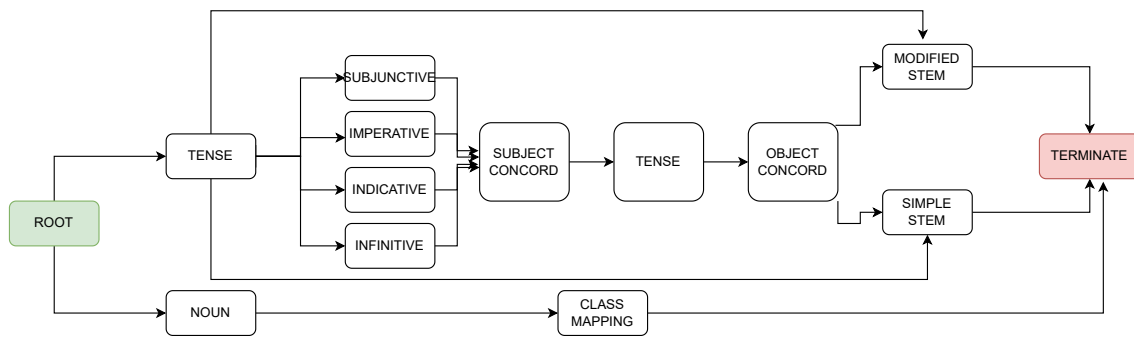 MODIFIED
STEM
SUBJUNCTIVE
IMPERATIVE
TENSE
SUBJECT
CONCORD
TENSE
OBJECT
CONCORD
TERMINATE
INDICATIVE
ROOT
SIMPLE
STEM
INFINITIVE
NOUN
CLASS
MAPPING